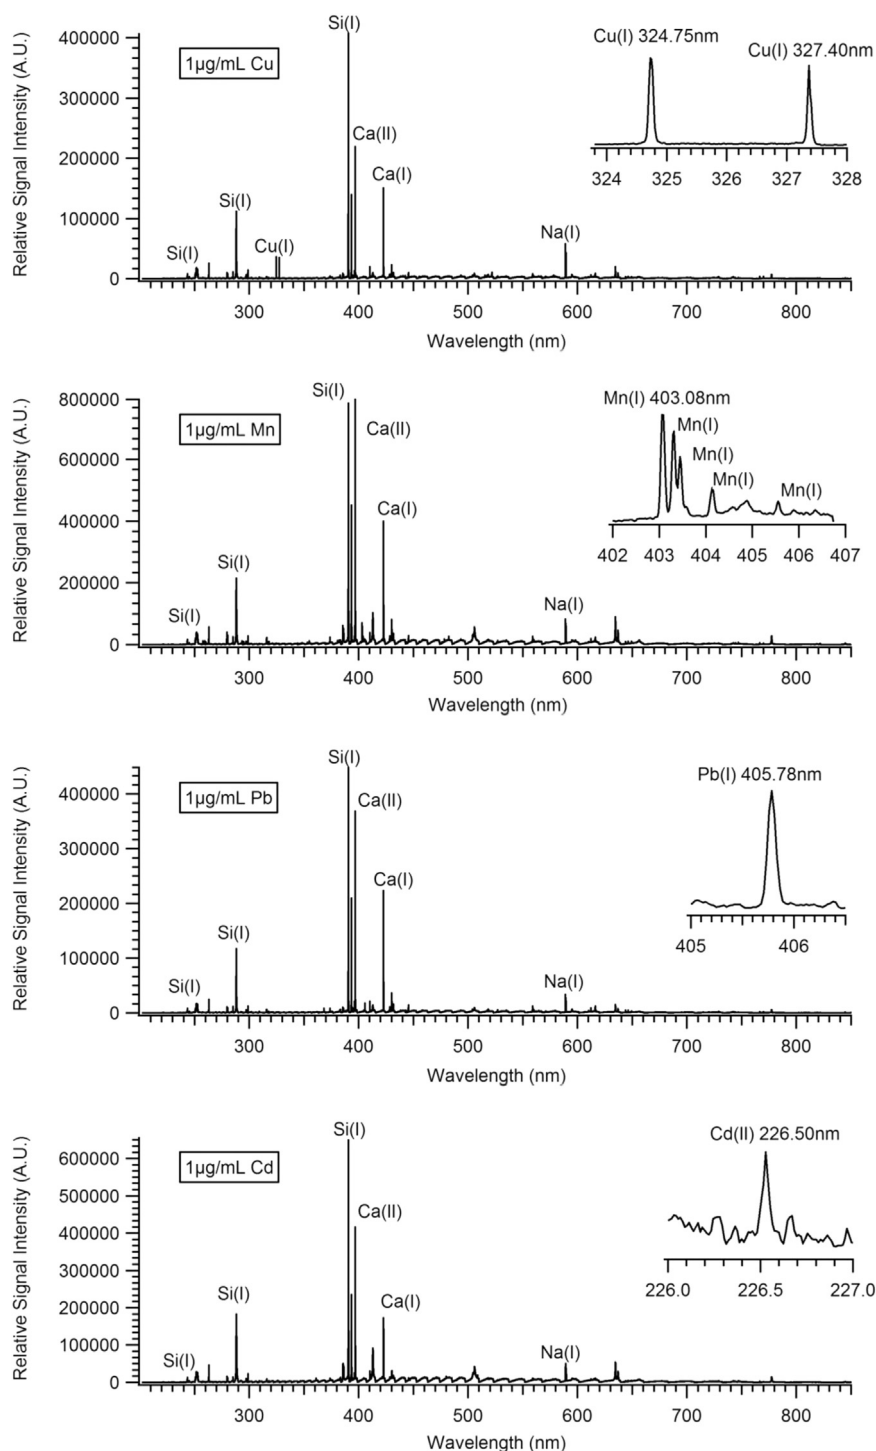 Relative Signal Intensity (A.U.)
400000
300000
200000
100000
0
1µg/mL Cu
Si(I)
Si(I)
Cu(I)
Si(I)
Ca(II)
Ca(I)
Na(I)
300 400 500 600 700 800
Wavelength (nm)
Cu(I) 324.75nm
Cu(I) 327.40nm
324 325 326 327 328
Relative Signal Intensity (A.U.)
800000
600000
400000
200000
0
1µg/mL Mn
Si(I)
Si(I)
Si(I)
Ca(II)
Ca(I)
Na(I)
300 400 500 600 700 800
Wavelength (nm)
Mn(I) 403.08nm
Mn(I)
Mn(I)
Mn(I)
Mn(I)
402 403 404 405 406 407
Relative Signal Intensity (A.U.)
400000
300000
200000
100000
0
1µg/mL Pb
Si(I)
Si(I)
Si(I)
Ca(II)
Ca(I)
Na(I)
300 400 500 600 700 800
Wavelength (nm)
Pb(I) 405.78nm
405 406
Relative Signal Intensity (A.U.)
600000
500000
400000
300000
200000
100000
0
1µg/mL Cd
Si(I)
Si(I)
Si(I)
Ca(II)
Ca(I)
Na(I)
300 400 500 600 700 800
Wavelength (nm)
Cd(II) 226.50nm
226.0 226.5 227.0